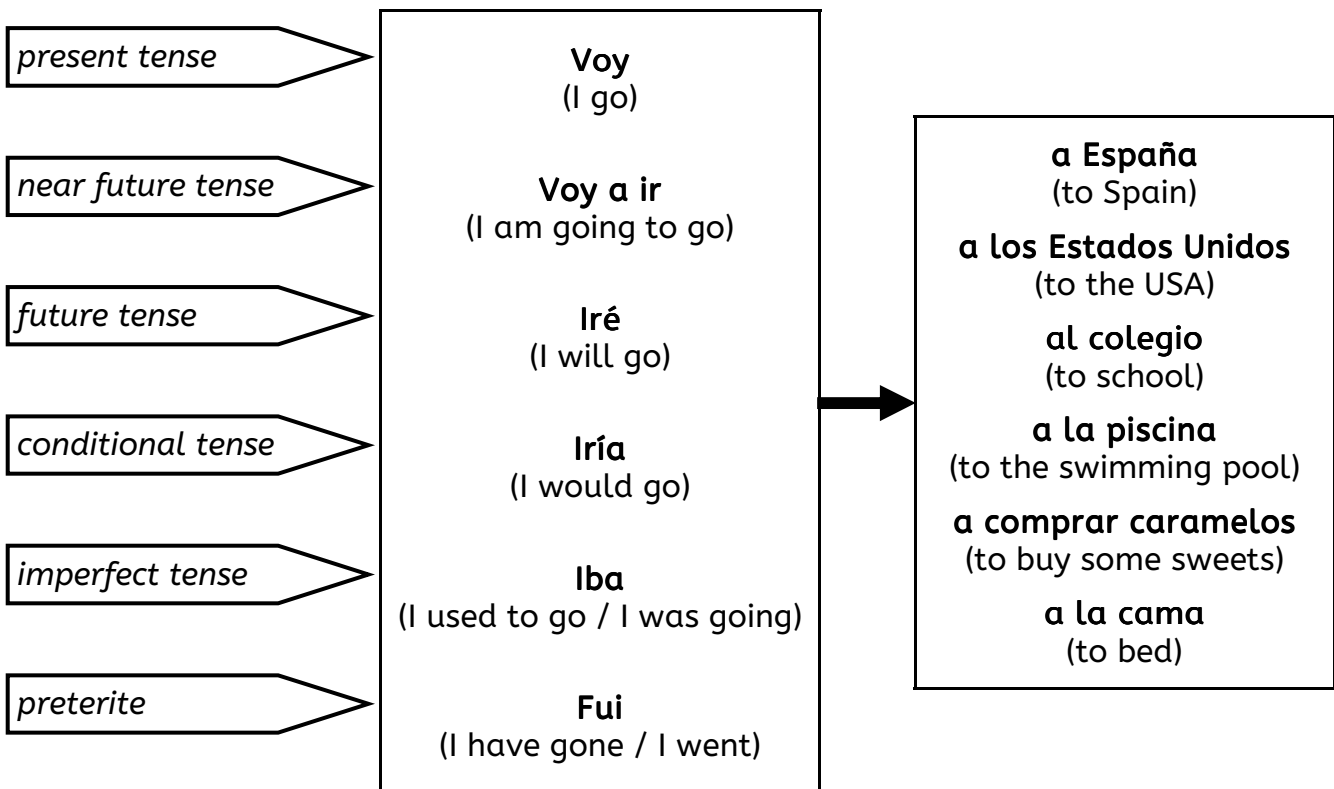 present tense
Voy
(I go)
near future tense
Voy a ir
(I am going to go)
future tense
Iré
(I will go)
conditional tense
Iría
(I would go)
imperfect tense
Iba
(I used to go / I was going)
preterite
Fui
(I have gone / I went)
a España
(to Spain)
a los Estados Unidos
(to the USA)
al colegio
(to school)
a la piscina
(to the swimming pool)
a comprar caramelos
(to buy some sweets)
a la cama
(to bed)